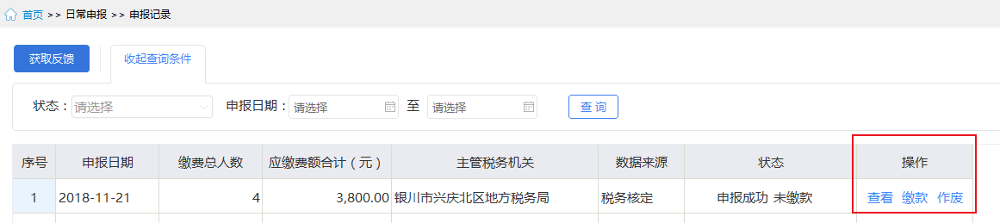 首页 >> 日常申报 >> 申报记录
获取反馈 收起查询条件
状态：请选择 申报日期：请选择 至 请选择 查询
序号 申报日期 缴费总人数 应缴费额合计（元） 主管税务机关 数据来源 状态 操作
1 2018-11-21 4 3,800.00 银川市兴庆北区地方税务局 税务核定 申报成功 未缴款 查看 缴款 作废